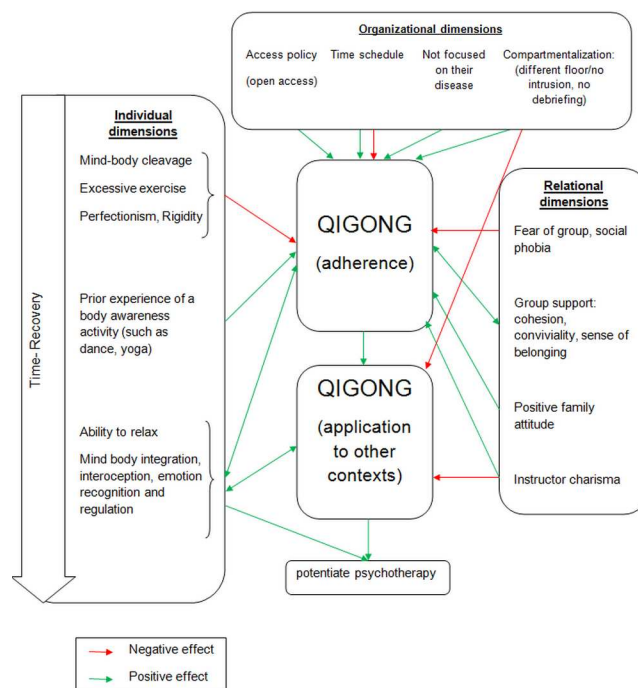 Organizational dimensions
Access policy
(open access)
Time schedule
Not focused
on their
disease
Compartmentalization:
(different floor/no
intrusion, no
debriefing)
Time- Recovery
Individual
dimensions
Mind-body cleavage
Excessive exercise
Perfectionism, Rigidity
Prior experience of a
body awareness
activity (such as
dance, yoga)
Ability to relax
Mind body integration,
interoception, emotion
recognition and
regulation
QIGONG
(adherence)
QIGONG
(application
to other
contexts)
potentiate psychotherapy
Relational
dimensions
Fear of group, social
phobia
Group support:
cohesion,
conviviality, sense of
belonging
Positive family
attitude
Instructor charisma
Negative effect
Positive effect